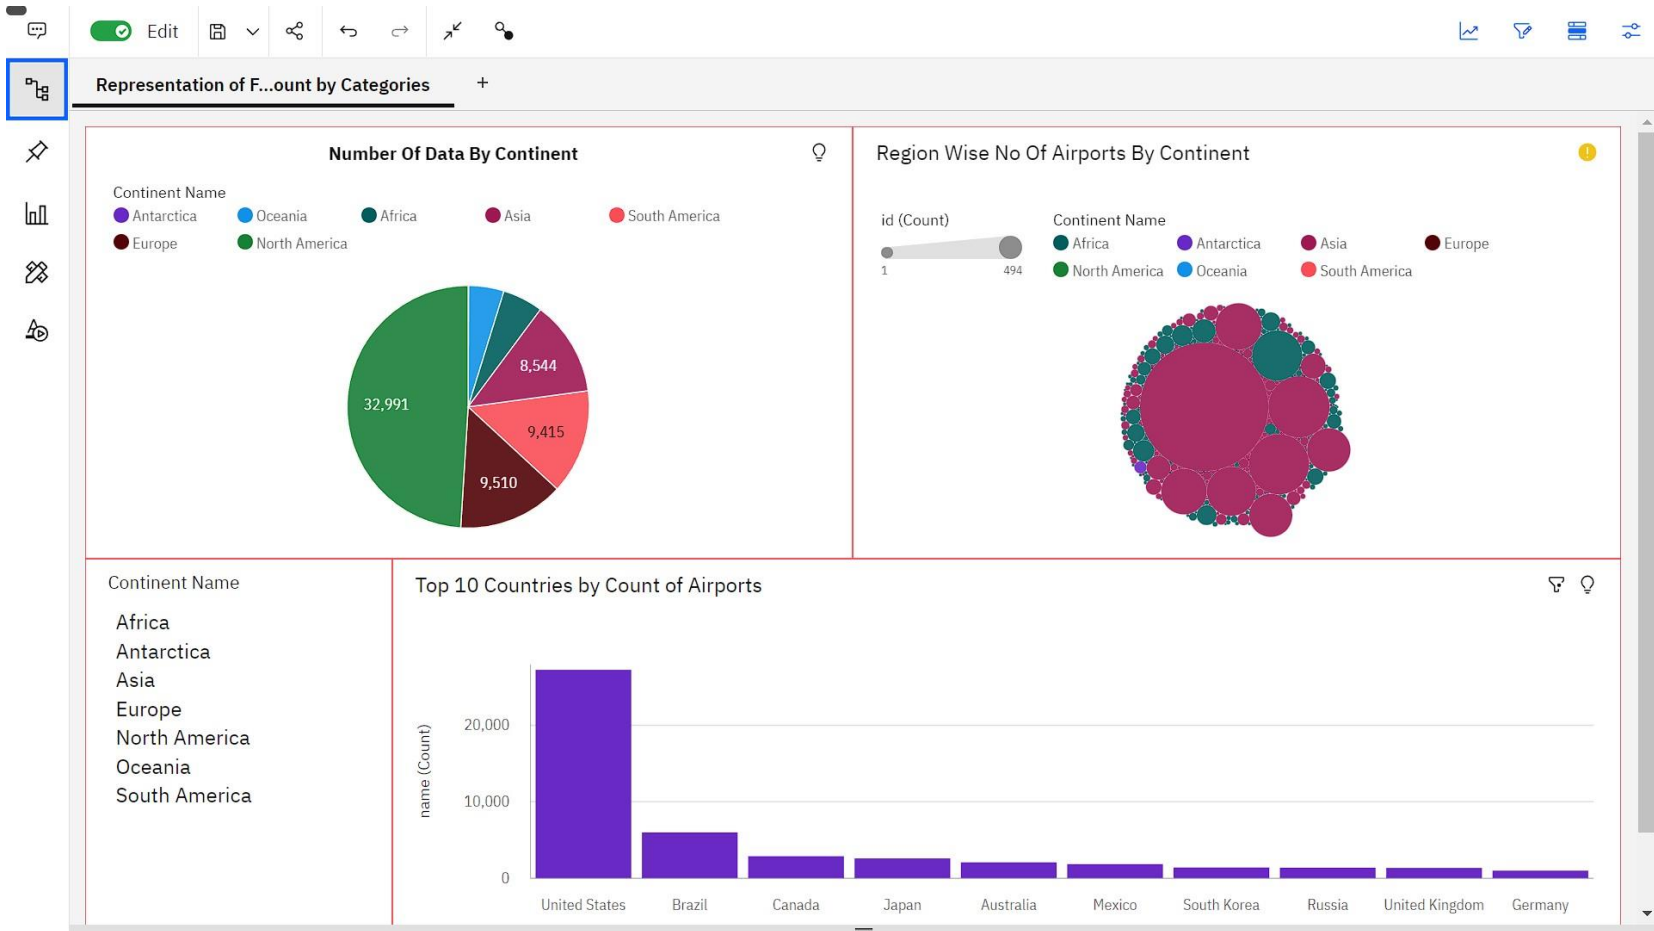 Edit
Representation of F...ount by Categories +
Number Of Data By Continent
Continent Name
Antarctica Oceania Africa Asia South America
Europe North America
32,991
8,544
9,415
9,510
Region Wise No Of Airports By Continent
id (Count)
1 494
Continent Name
Africa Antarctica Asia Europe
North America Oceania South America
Continent Name
Africa
Antarctica
Asia
Europe
North America
Oceania
South America
Top 10 Countries by Count of Airports
name (Count)
20,000
10,000
0
United States Brazil Canada Japan Australia Mexico South Korea Russia United Kingdom Germany